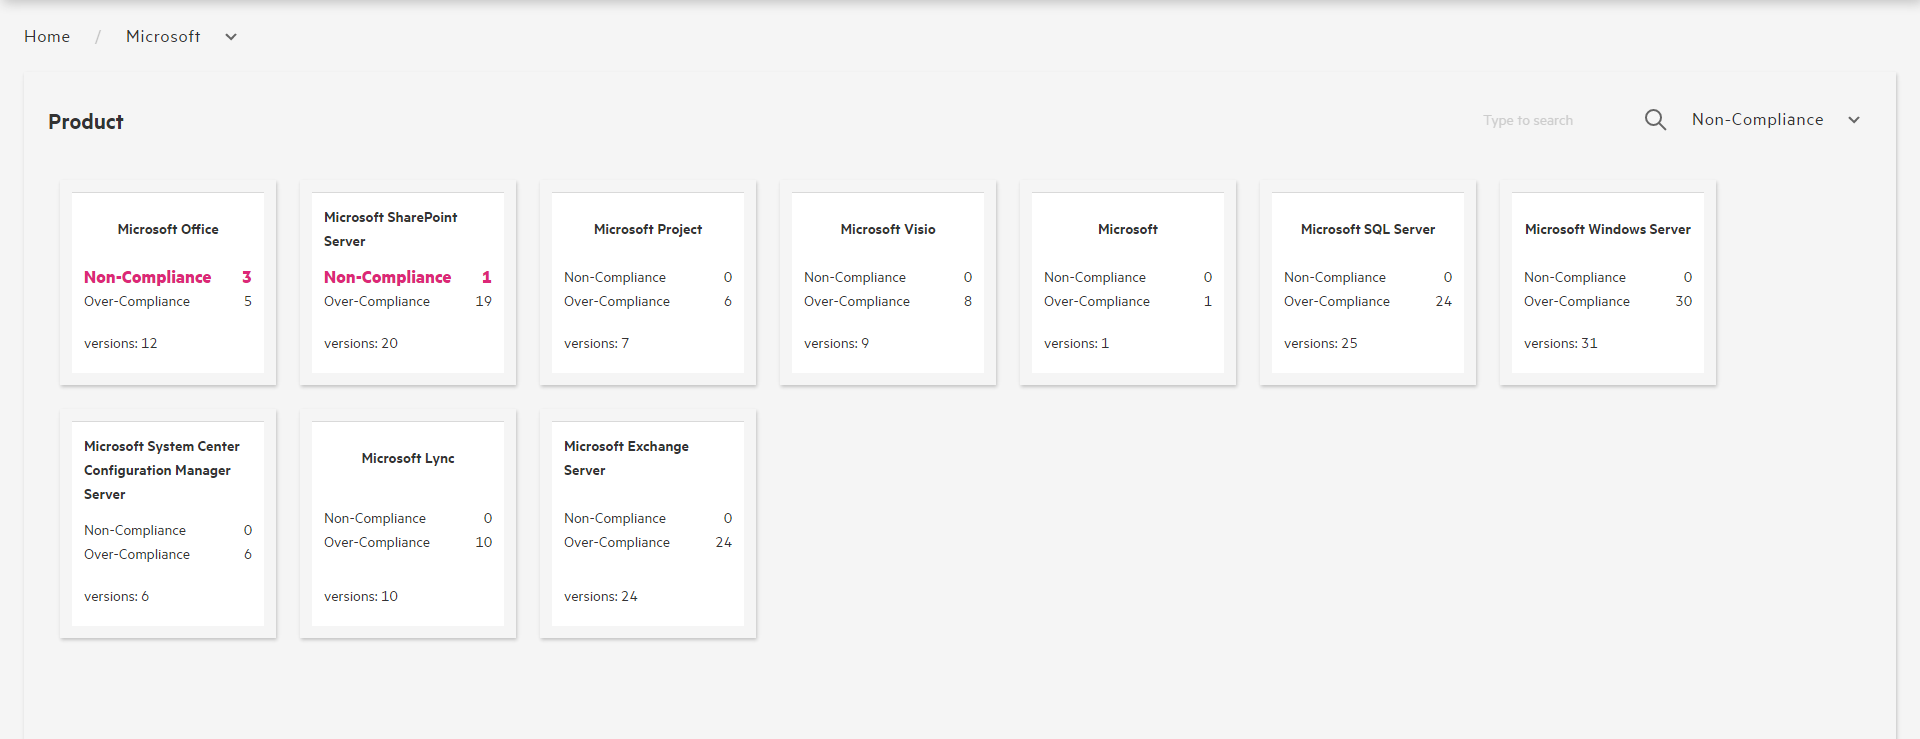 Home / Microsoft
Product
Type to search
Non-Compliance
Microsoft Office
Non-Compliance 3
Over-Compliance 5
versions: 12
Microsoft SharePoint
Server
Non-Compliance 1
Over-Compliance 19
versions: 20
Microsoft Project
Non-Compliance 0
Over-Compliance 6
versions: 7
Microsoft Visio
Non-Compliance 0
Over-Compliance 8
versions: 9
Microsoft
Non-Compliance 0
Over-Compliance 1
versions: 1
Microsoft SQL Server
Non-Compliance 0
Over-Compliance 24
versions: 25
Microsoft Windows Server
Non-Compliance 0
Over-Compliance 30
versions: 31
Microsoft System Center
Configuration Manager
Server
Non-Compliance 0
Over-Compliance 6
versions: 6
Microsoft Lync
Non-Compliance 0
Over-Compliance 10
versions: 10
Microsoft Exchange
Server
Non-Compliance 0
Over-Compliance 24
versions: 24